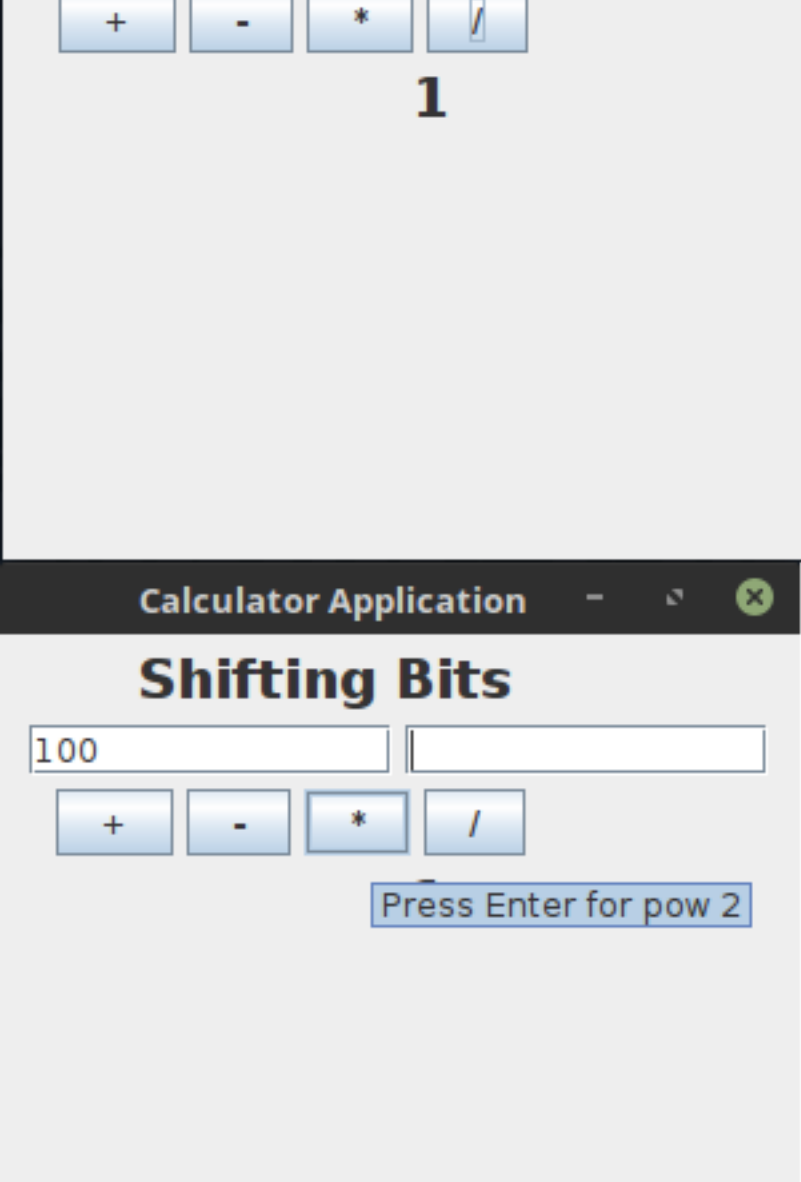 + - * /
1
Calculator Application
Shifting Bits
100
+ - * /
Press Enter for pow 2